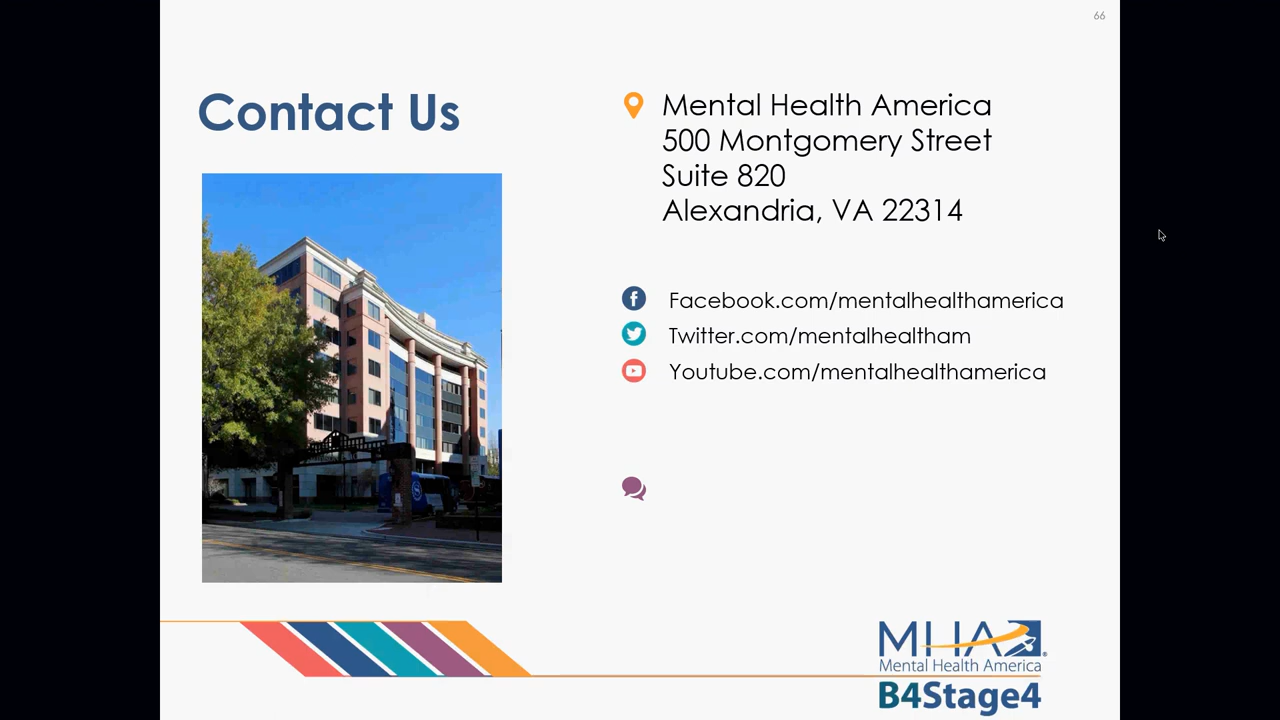 66
Contact Us
Mental Health America
500 Montgomery Street
Suite 820
Alexandria, VA 22314
Facebook.com/mentalhealthamerica
Twitter.com/mentalhealtham
Youtube.com/mentalhealthamerica
MHA®
Mental Health America
B4Stage4